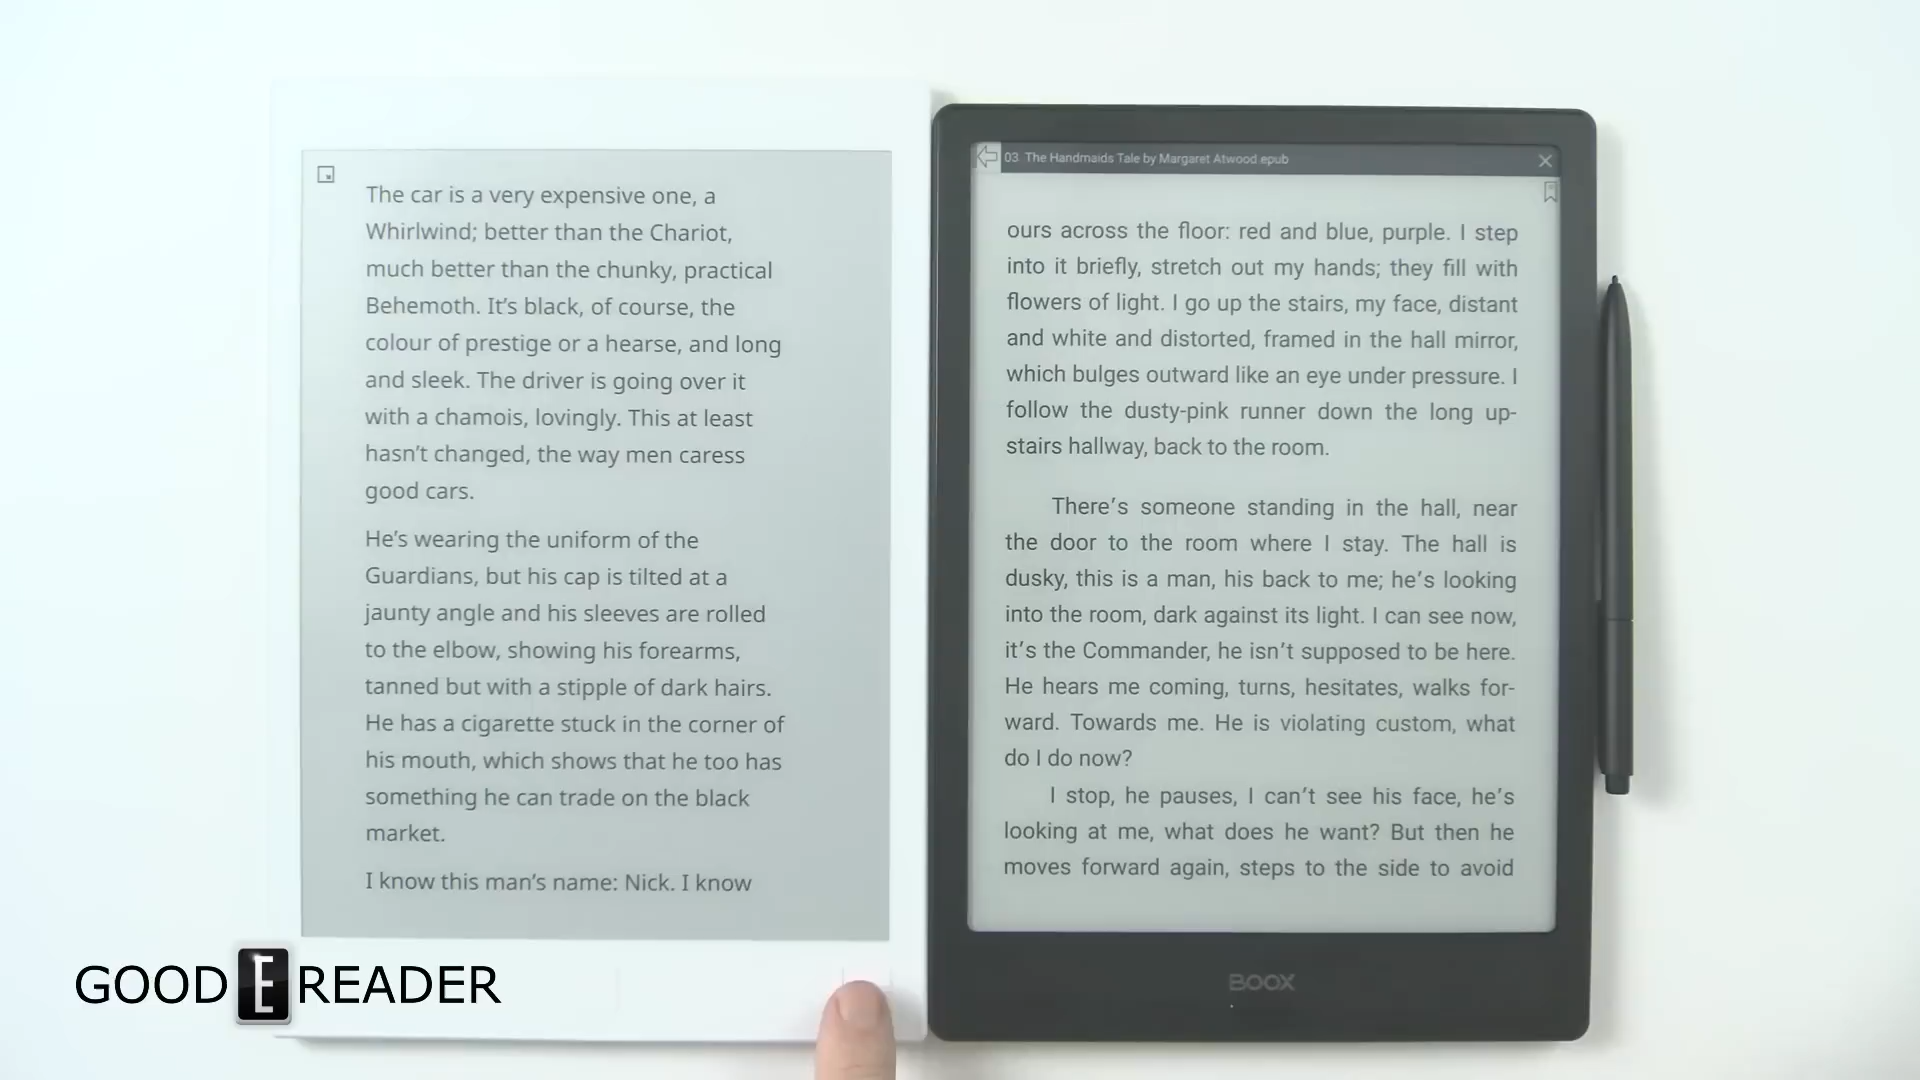 The car is a very expensive one, a
Whirlwind; better than the Chariot,
much better than the chunky, practical
Behemoth. It's black, of course, the
colour of prestige or a hearse, and long
and sleek. The driver is going over it
with a chamois, lovingly. This at least
hasn't changed, the way men caress
good cars.
He's wearing the uniform of the
Guardians, but his cap is tilted at a
jaunty angle and his sleeves are rolled
to the elbow, showing his forearms,
tanned but with a stipple of dark hairs.
He has a cigarette stuck in the corner of
his mouth, which shows that he too has
something he can trade on the black
market.
I know this man's name: Nick. I know
03. The Handmaids Tale by Margaret Atwood.epub
ours across the floor: red and blue, purple. I step
into it briefly, stretch out my hands; they fill with
flowers of light. I go up the stairs, my face, distant
and white and distorted, framed in the hall mirror,
which bulges outward like an eye under pressure. I
follow the dusty-pink runner down the long up-
stairs hallway, back to the room.
There's someone standing in the hall, near
the door to the room where I stay. The hall is
dusky, this is a man, his back to me; he's looking
into the room, dark against its light. I can see now,
it's the Commander, he isn't supposed to be here.
He hears me coming, turns, hesitates, walks for-
ward. Towards me. He is violating custom, what
do I do now?
I stop, he pauses, I can't see his face, he's
looking at me, what does he want? But then he
moves forward again, steps to the side to avoid
BOOX
GOOD E READER